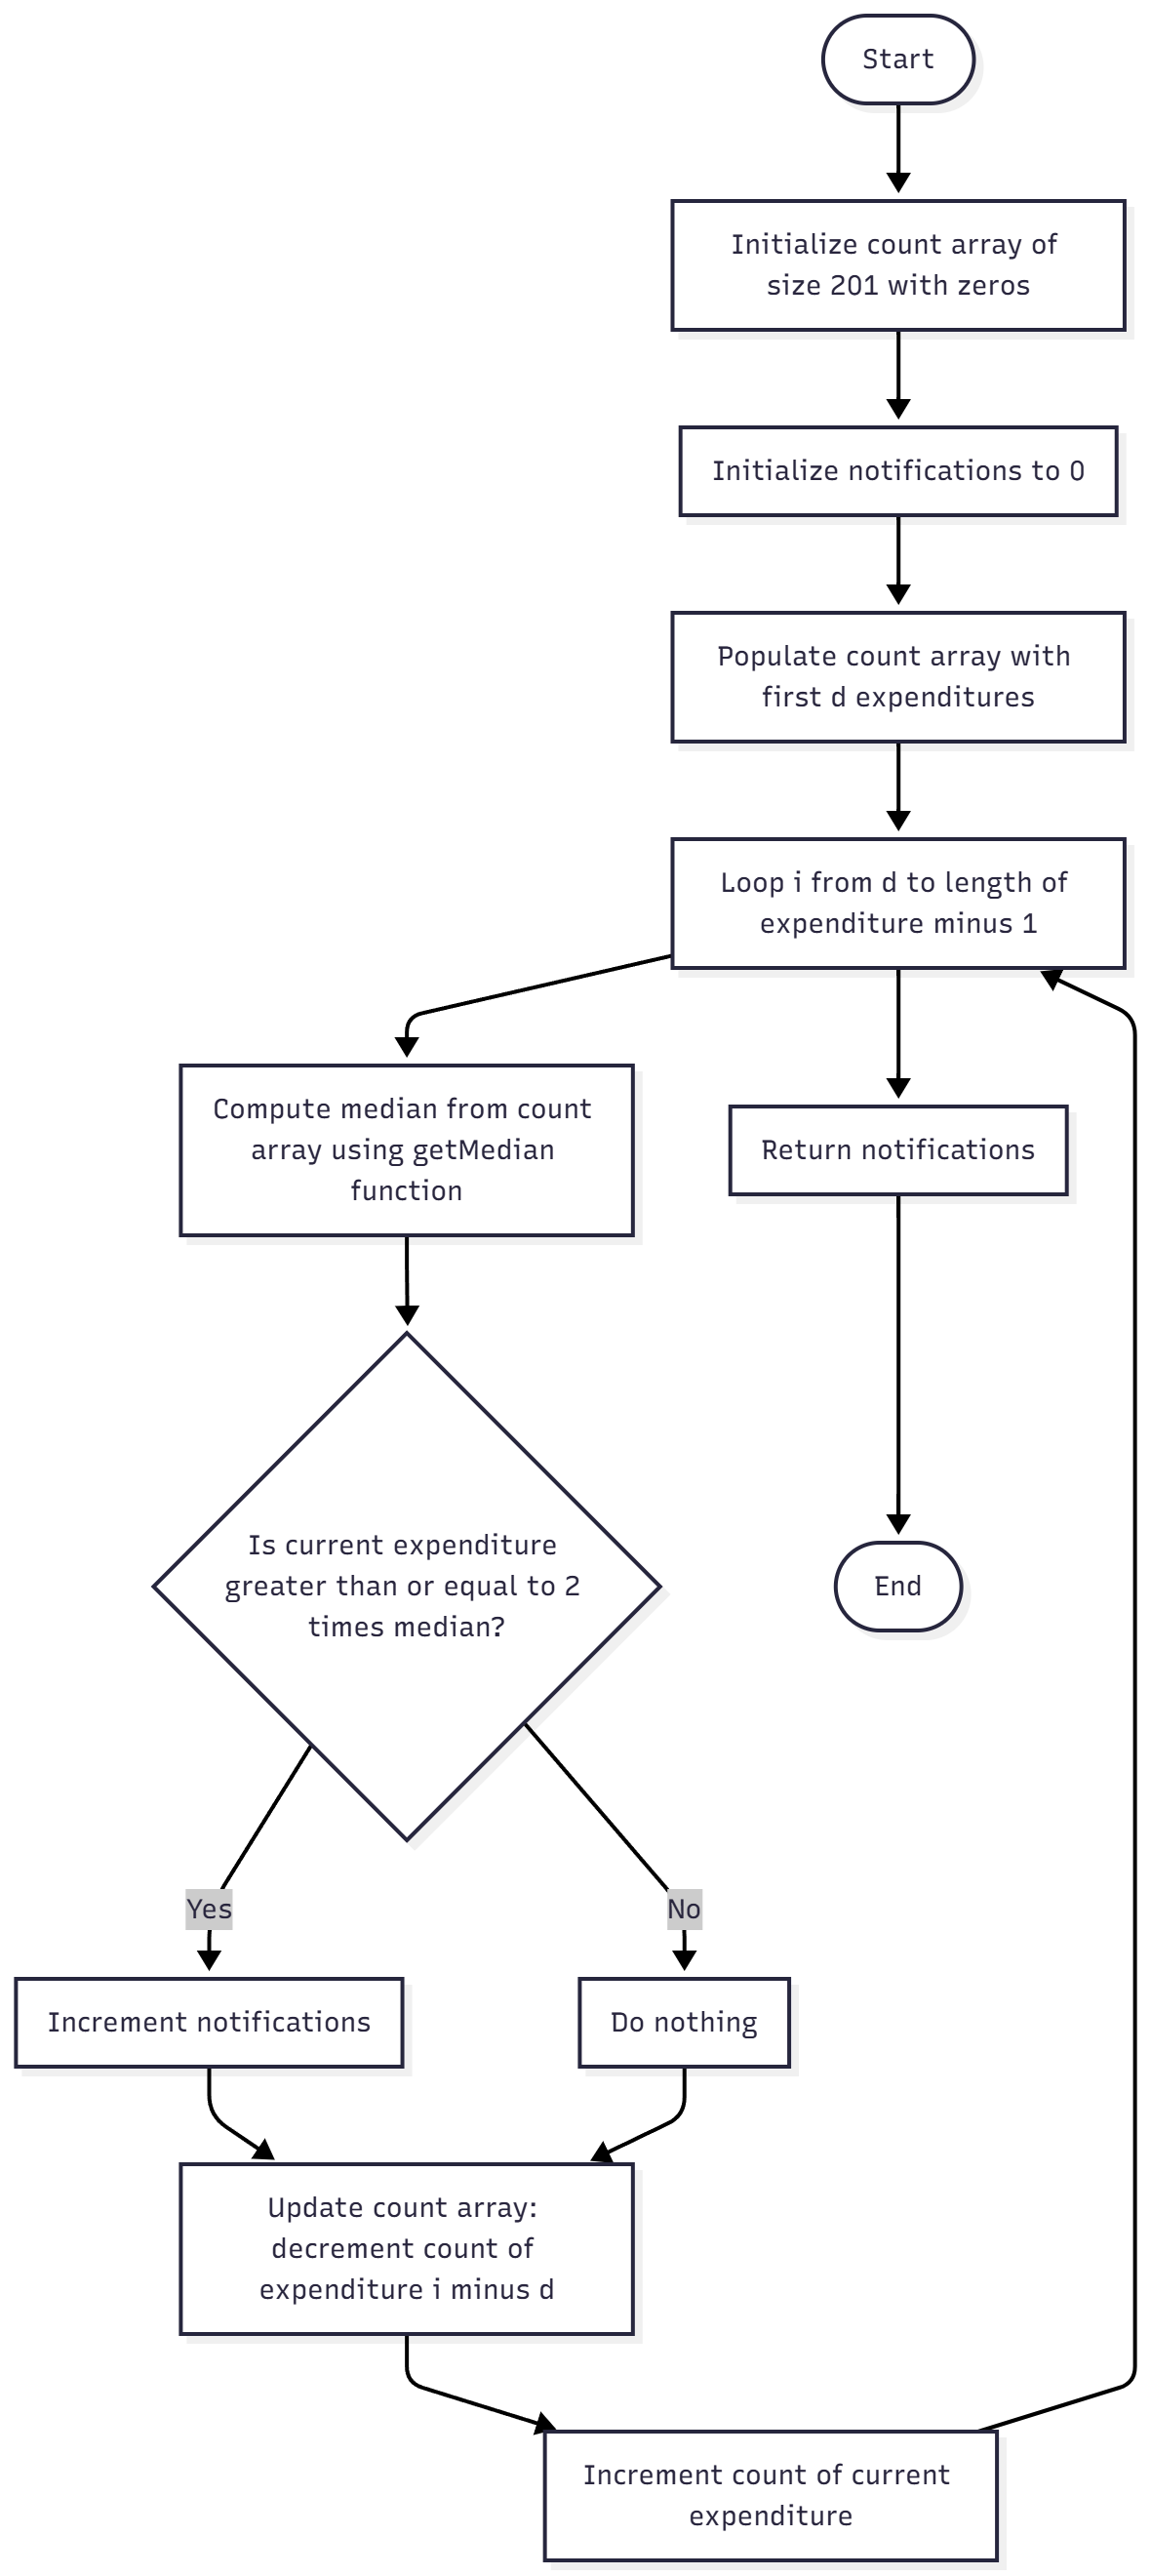 Start
Initialize count array of
size 201 with zeros
Initialize notifications to 0
Populate count array with
first d expenditures
Loop i from d to length of
expenditure minus 1
Compute median from count
array using getMedian
function
Return notifications
Is current expenditure
greater than or equal to 2
times median?
End
Yes
No
Increment notifications
Do nothing
Update count array:
decrement count of
expenditure i minus d
Increment count of current
expenditure